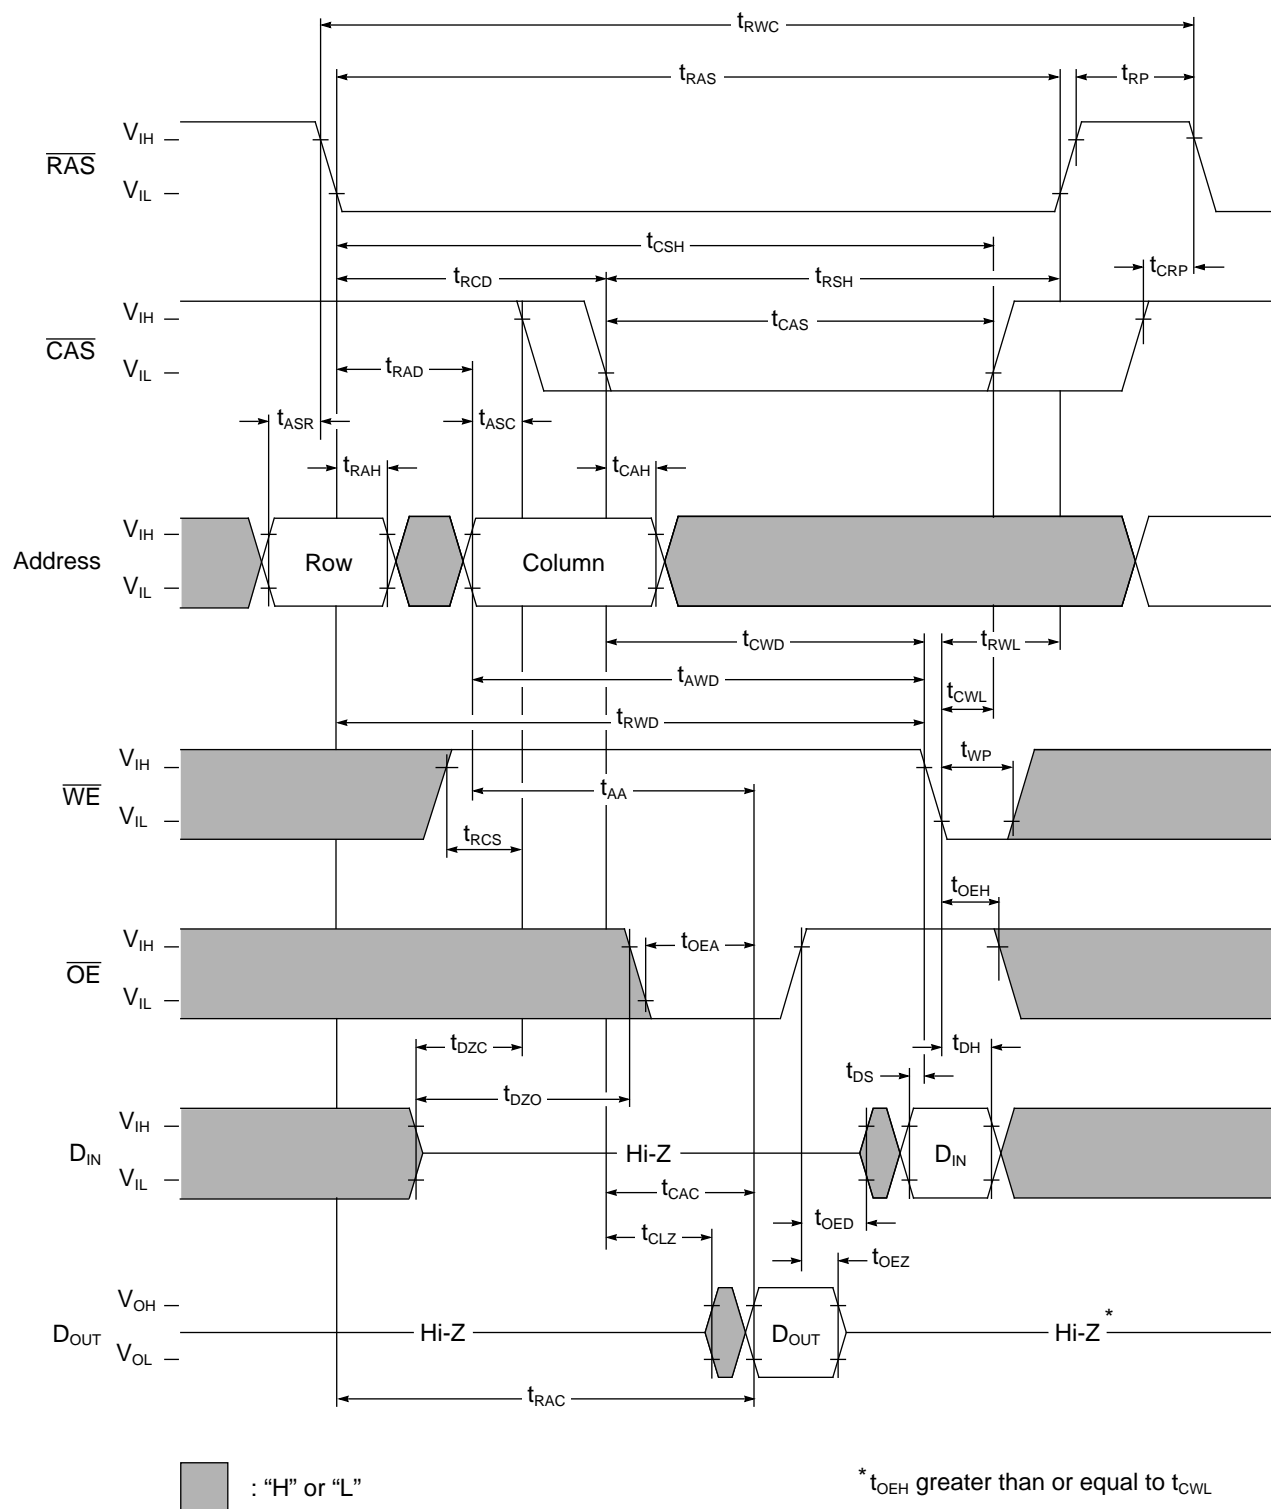 tRWC
tRAS
tRP
VIH
RAS
VIL
tCSH
tRCD
tRSH
tCRP
VIH
CAS
tCAS
VIL
tRAD
tASR
tASC
tRAH
tCAH
VIH
Address
Row
Column
VIL
tCWD
tRWL
tAWD
tCWL
tRWD
VIH
tWP
WE
tAA
VIL
tRCS
tOEH
VIH
tOEA
OE
VIL
tDZC
tDH
tDS
tDZO
VIH
DIN
Hi-Z
DIN
VIL
tCAC
tOED
tCLZ
tOEZ
VOH
DOUT
Hi-Z
DOUT
Hi-Z*
VOL
tRAC
: “H” or “L”
* tOEH greater than or equal to tCWL